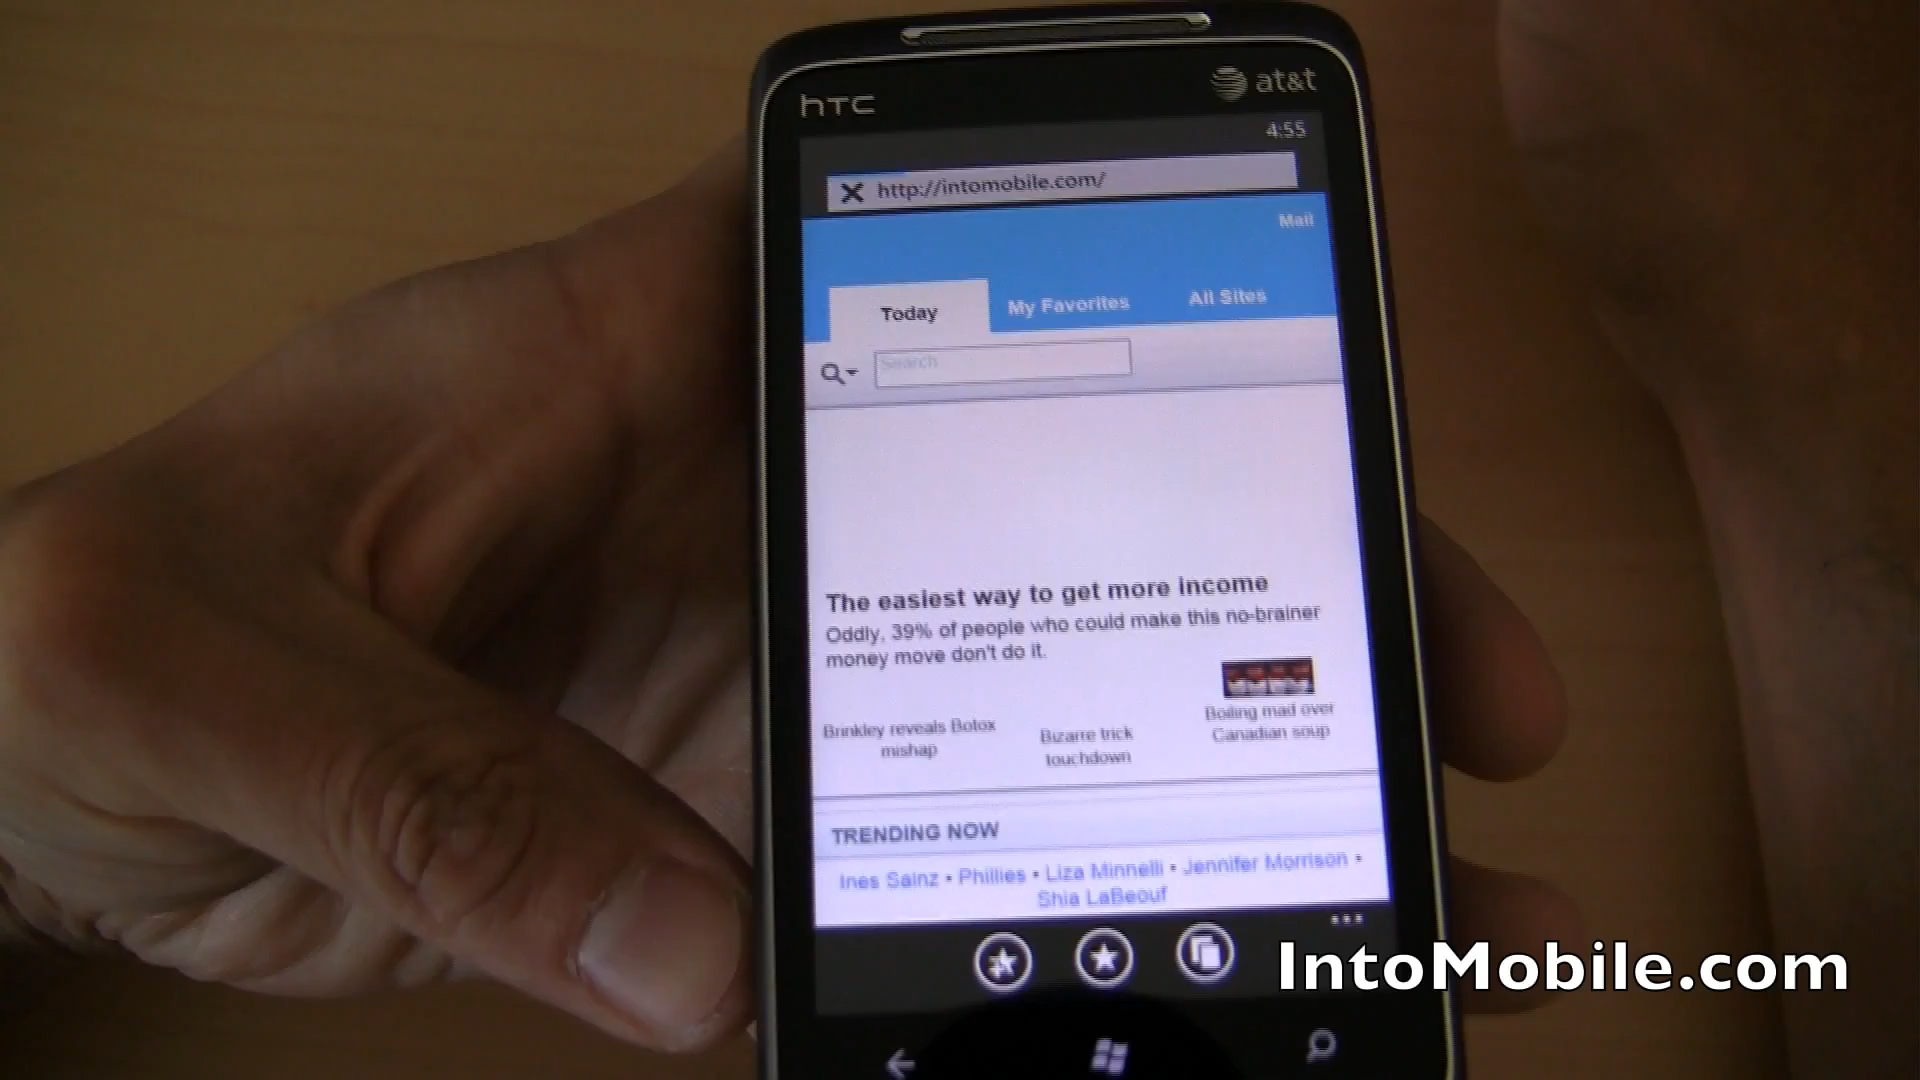 hTC
at&t
4:55
http://intomobile.com/
Mail
Today
My Favorites
All Sites
Search
The easiest way to get more income
Oddly, 39% of people who could make this no-brainer
money move don't do it.
Brinkley reveals Botox
mishap
Bizarre trick
touchdown
Boiling mad over
Canadian soup
TRENDING NOW
Ines Sainz • Phillies • Liza Minnelli • Jennifer Morrison •
Shia LaBeouf
IntoMobile.com